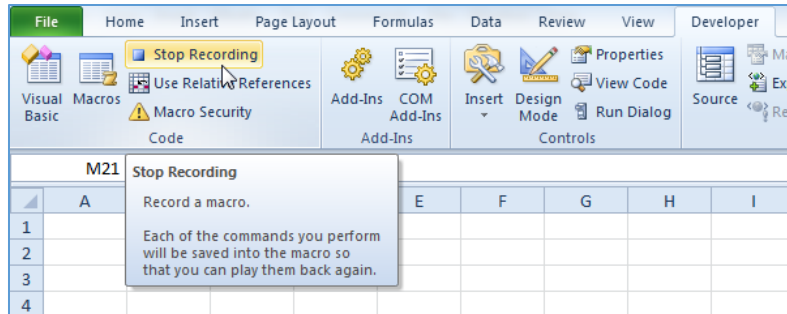 File Home Insert Page Layout Formulas Data Review View Developer
Stop Recording
Use Relative References
Macro Security
Visual Basic
Macros
Code
Add-Ins
COM Add-Ins
Add-Ins
Insert
Design Mode
Properties
View Code
Run Dialog
Controls
Source
M21
Stop Recording
Record a macro.
Each of the commands you perform
will be saved into the macro so
that you can play them back again.
A E F G H I
1
2
3
4